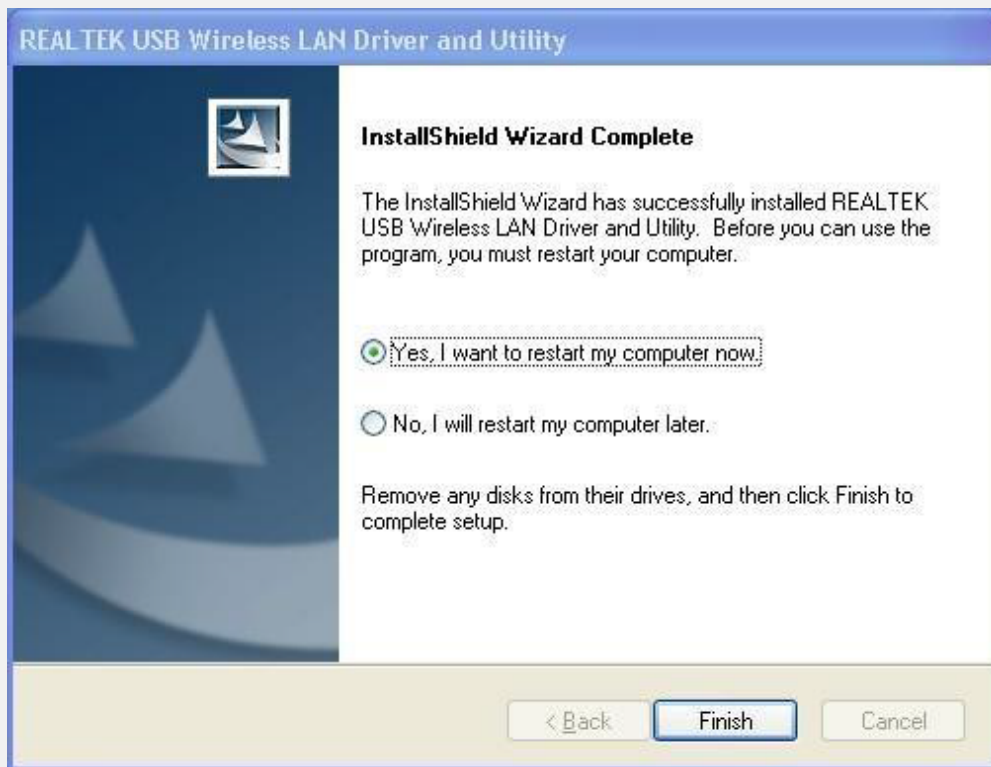 REALTEK USB Wireless LAN Driver and Utility
InstallShield Wizard Complete
The InstallShield Wizard has successfully installed REALTEK
USB Wireless LAN Driver and Utility.  Before you can use the
program, you must restart your computer.
Yes, I want to restart my computer now.
No, I will restart my computer later.
Remove any disks from their drives, and then click Finish to
complete setup.
< Back
Finish
Cancel